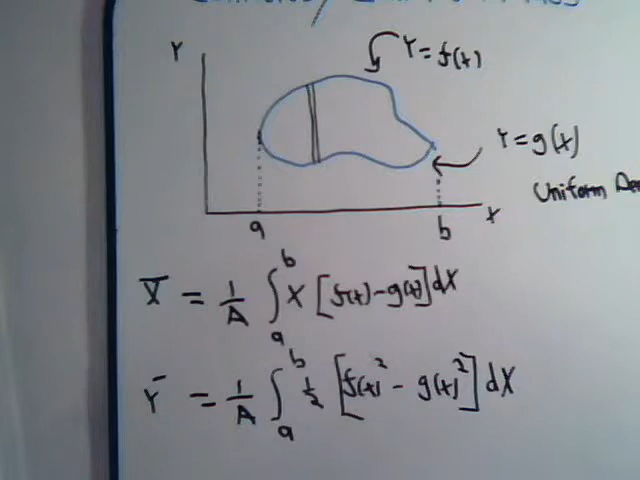 Y
Y = f(x)
Y = g(x)
Uniform
a
b
X
X̄ = 1/A ∫_a^b X [f(x) - g(x)] dX
Ȳ = 1/A ∫_a^b 1/2 [f(x)² - g(x)²] dX